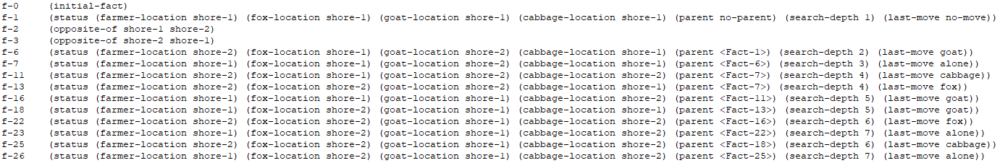 f-0     (initial-fact)
f-1     (status (farmer-location shore-1) (fox-location shore-1) (goat-location shore-1) (cabbage-location shore-1) (parent no-parent) (search-depth 1) (last-move no-move))
f-2     (opposite-of shore-1 shore-2)
f-3     (opposite-of shore-2 shore-1)
f-6     (status (farmer-location shore-2) (fox-location shore-1) (goat-location shore-2) (cabbage-location shore-1) (parent <Fact-1>) (search-depth 2) (last-move goat))
f-7     (status (farmer-location shore-1) (fox-location shore-1) (goat-location shore-2) (cabbage-location shore-1) (parent <Fact-6>) (search-depth 3) (last-move alone))
f-11    (status (farmer-location shore-2) (fox-location shore-1) (goat-location shore-2) (cabbage-location shore-2) (parent <Fact-7>) (search-depth 4) (last-move cabbage))
f-13    (status (farmer-location shore-2) (fox-location shore-2) (goat-location shore-2) (cabbage-location shore-1) (parent <Fact-7>) (search-depth 4) (last-move fox))
f-16    (status (farmer-location shore-1) (fox-location shore-1) (goat-location shore-1) (cabbage-location shore-2) (parent <Fact-11>) (search-depth 5) (last-move goat))
f-18    (status (farmer-location shore-1) (fox-location shore-2) (goat-location shore-1) (cabbage-location shore-1) (parent <Fact-13>) (search-depth 5) (last-move goat))
f-22    (status (farmer-location shore-2) (fox-location shore-2) (goat-location shore-1) (cabbage-location shore-2) (parent <Fact-16>) (search-depth 6) (last-move fox))
f-23    (status (farmer-location shore-1) (fox-location shore-2) (goat-location shore-1) (cabbage-location shore-2) (parent <Fact-22>) (search-depth 7) (last-move alone))
f-25    (status (farmer-location shore-2) (fox-location shore-2) (goat-location shore-1) (cabbage-location shore-2) (parent <Fact-18>) (search-depth 6) (last-move cabbage))
f-26    (status (farmer-location shore-1) (fox-location shore-2) (goat-location shore-1) (cabbage-location shore-2) (parent <Fact-25>) (search-depth 7) (last-move alone))